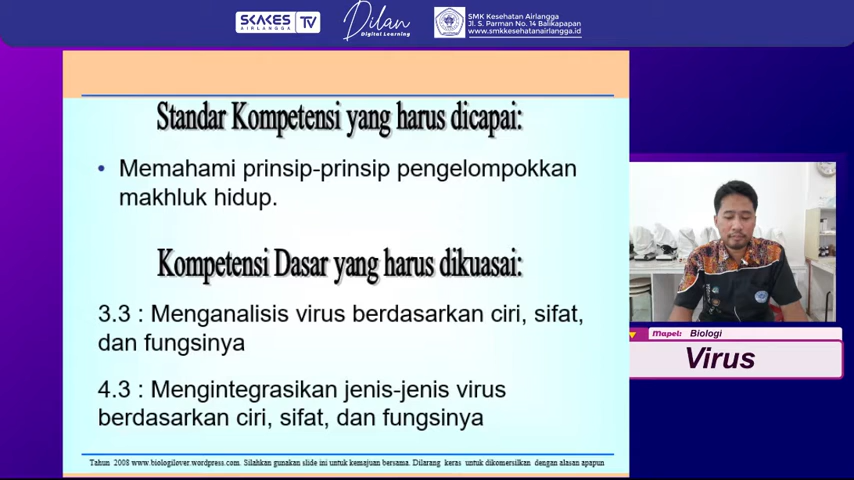 SKAKES
AIRLANGGA
TV
Dilan
Digital Learning
SMK Kesehatan Airlangga
Jl. S. Parman No. 14 Balikapapan
www.smkkesehatanairlangga.id
Standar Kompetensi yang harus dicapai:
• Memahami prinsip-prinsip pengelompokkan
makhluk hidup.
Kompetensi Dasar yang harus dikuasai:
3.3 : Menganalisis virus berdasarkan ciri, sifat,
dan fungsinya
4.3 : Mengintegrasikan jenis-jenis virus
berdasarkan ciri, sifat, dan fungsinya
Tahun 2008 www.biologilover.wordpress.com. Silahkan gunakan slide ini untuk kemajuan bersama. Dilarang keras untuk dikomersilkan dengan alasan apapun
Mapel: Biologi
Virus